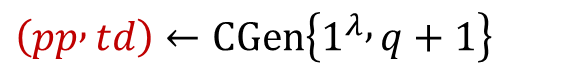 (pp, td) ← CGen{1^λ, q + 1}